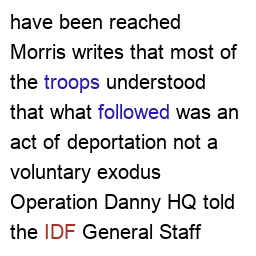 have been reached
Morris writes that most of
the troops understood
that what followed was an
act of deportation not a
voluntary exodus
Operation Danny HQ told
the IDF General Staff